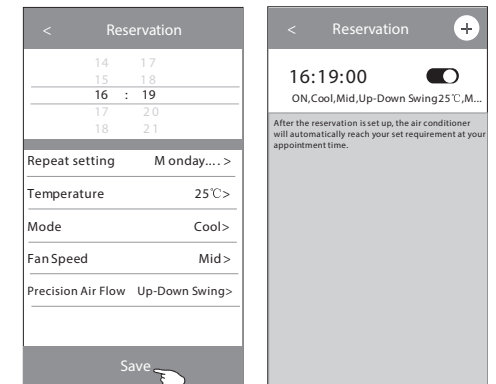 < Reservation
14 17
15 18
16 : 19
17 20
18 21
Repeat setting Monday.... >
Temperature 25℃>
Mode Cool>
Fan Speed Mid>
Precision Air Flow Up-Down Swing>
Save
< Reservation +
16:19:00
ON,Cool,Mid,Up-Down Swing25℃,M...
After the reservation is set up, the air conditioner
will automatically reach your set requirement at your
appointment time.